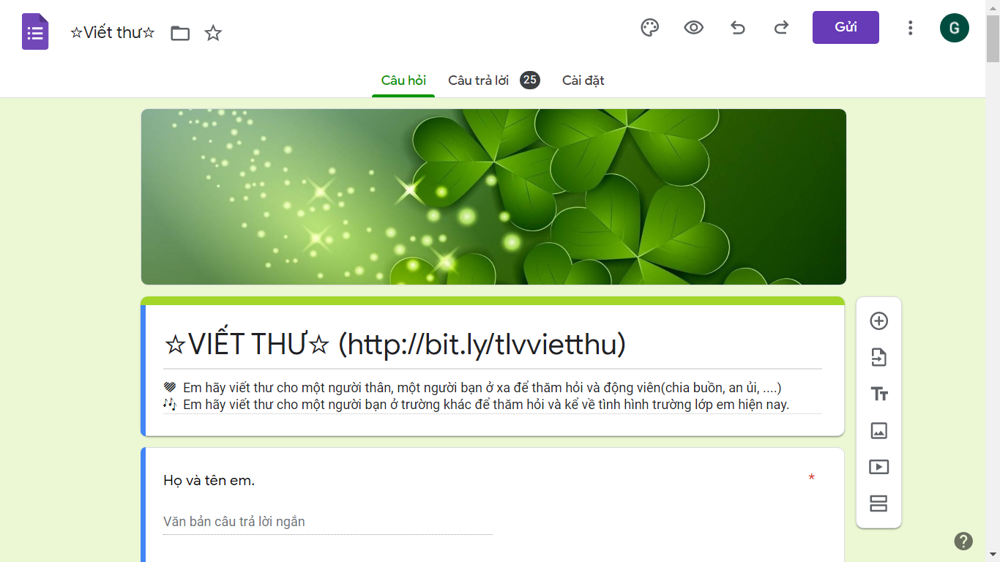 ☆Viết thư☆
Gửi
G
Câu hỏi
Câu trả lời 25
Cài đặt
☆VIẾT THƯ☆ (http://bit.ly/tlvvietthu)
Em hãy viết thư cho một người thân, một người bạn ở xa để thăm hỏi và động viên(chia buồn, an ủi, ....)
🎶 Em hãy viết thư cho một người bạn ở trường khác để thăm hỏi và kể về tình hình trường lớp em hiện nay.
Họ và tên em. *
Văn bản câu trả lời ngắn